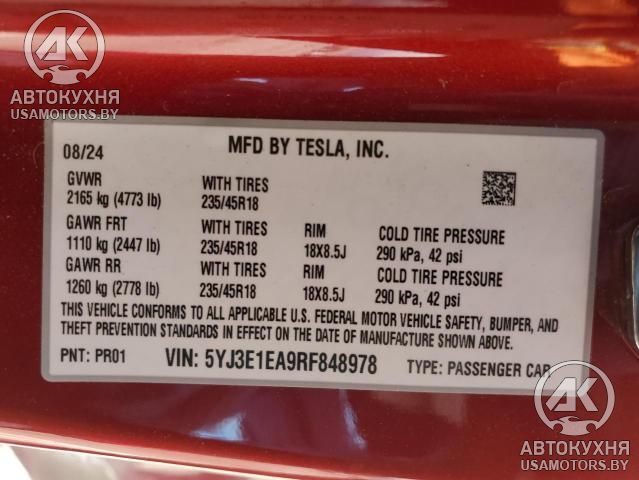 AK
АВТОКУХНЯ
USAMOTORS.BY
08/24 MFD BY TESLA, INC.
GVWR WITH TIRES
2165 kg (4773 lb) 235/45R18
GAWR FRT WITH TIRES RIM COLD TIRE PRESSURE
1110 kg (2447 lb) 235/45R18 18X8.5J 290 kPa, 42 psi
GAWR RR WITH TIRES RIM COLD TIRE PRESSURE
1260 kg (2778 lb) 235/45R18 18X8.5J 290 kPa, 42 psi
THIS VEHICLE CONFORMS TO ALL APPLICABLE U.S. FEDERAL MOTOR VEHICLE SAFETY, BUMPER, AND
THEFT PREVENTION STANDARDS IN EFFECT ON THE DATE OF MANUFACTURE SHOWN ABOVE.
PNT: PR01 VIN: 5YJ3E1EA9RF848978 TYPE: PASSENGER CAR
AK
АВТОКУХНЯ
USAMOTORS.BY